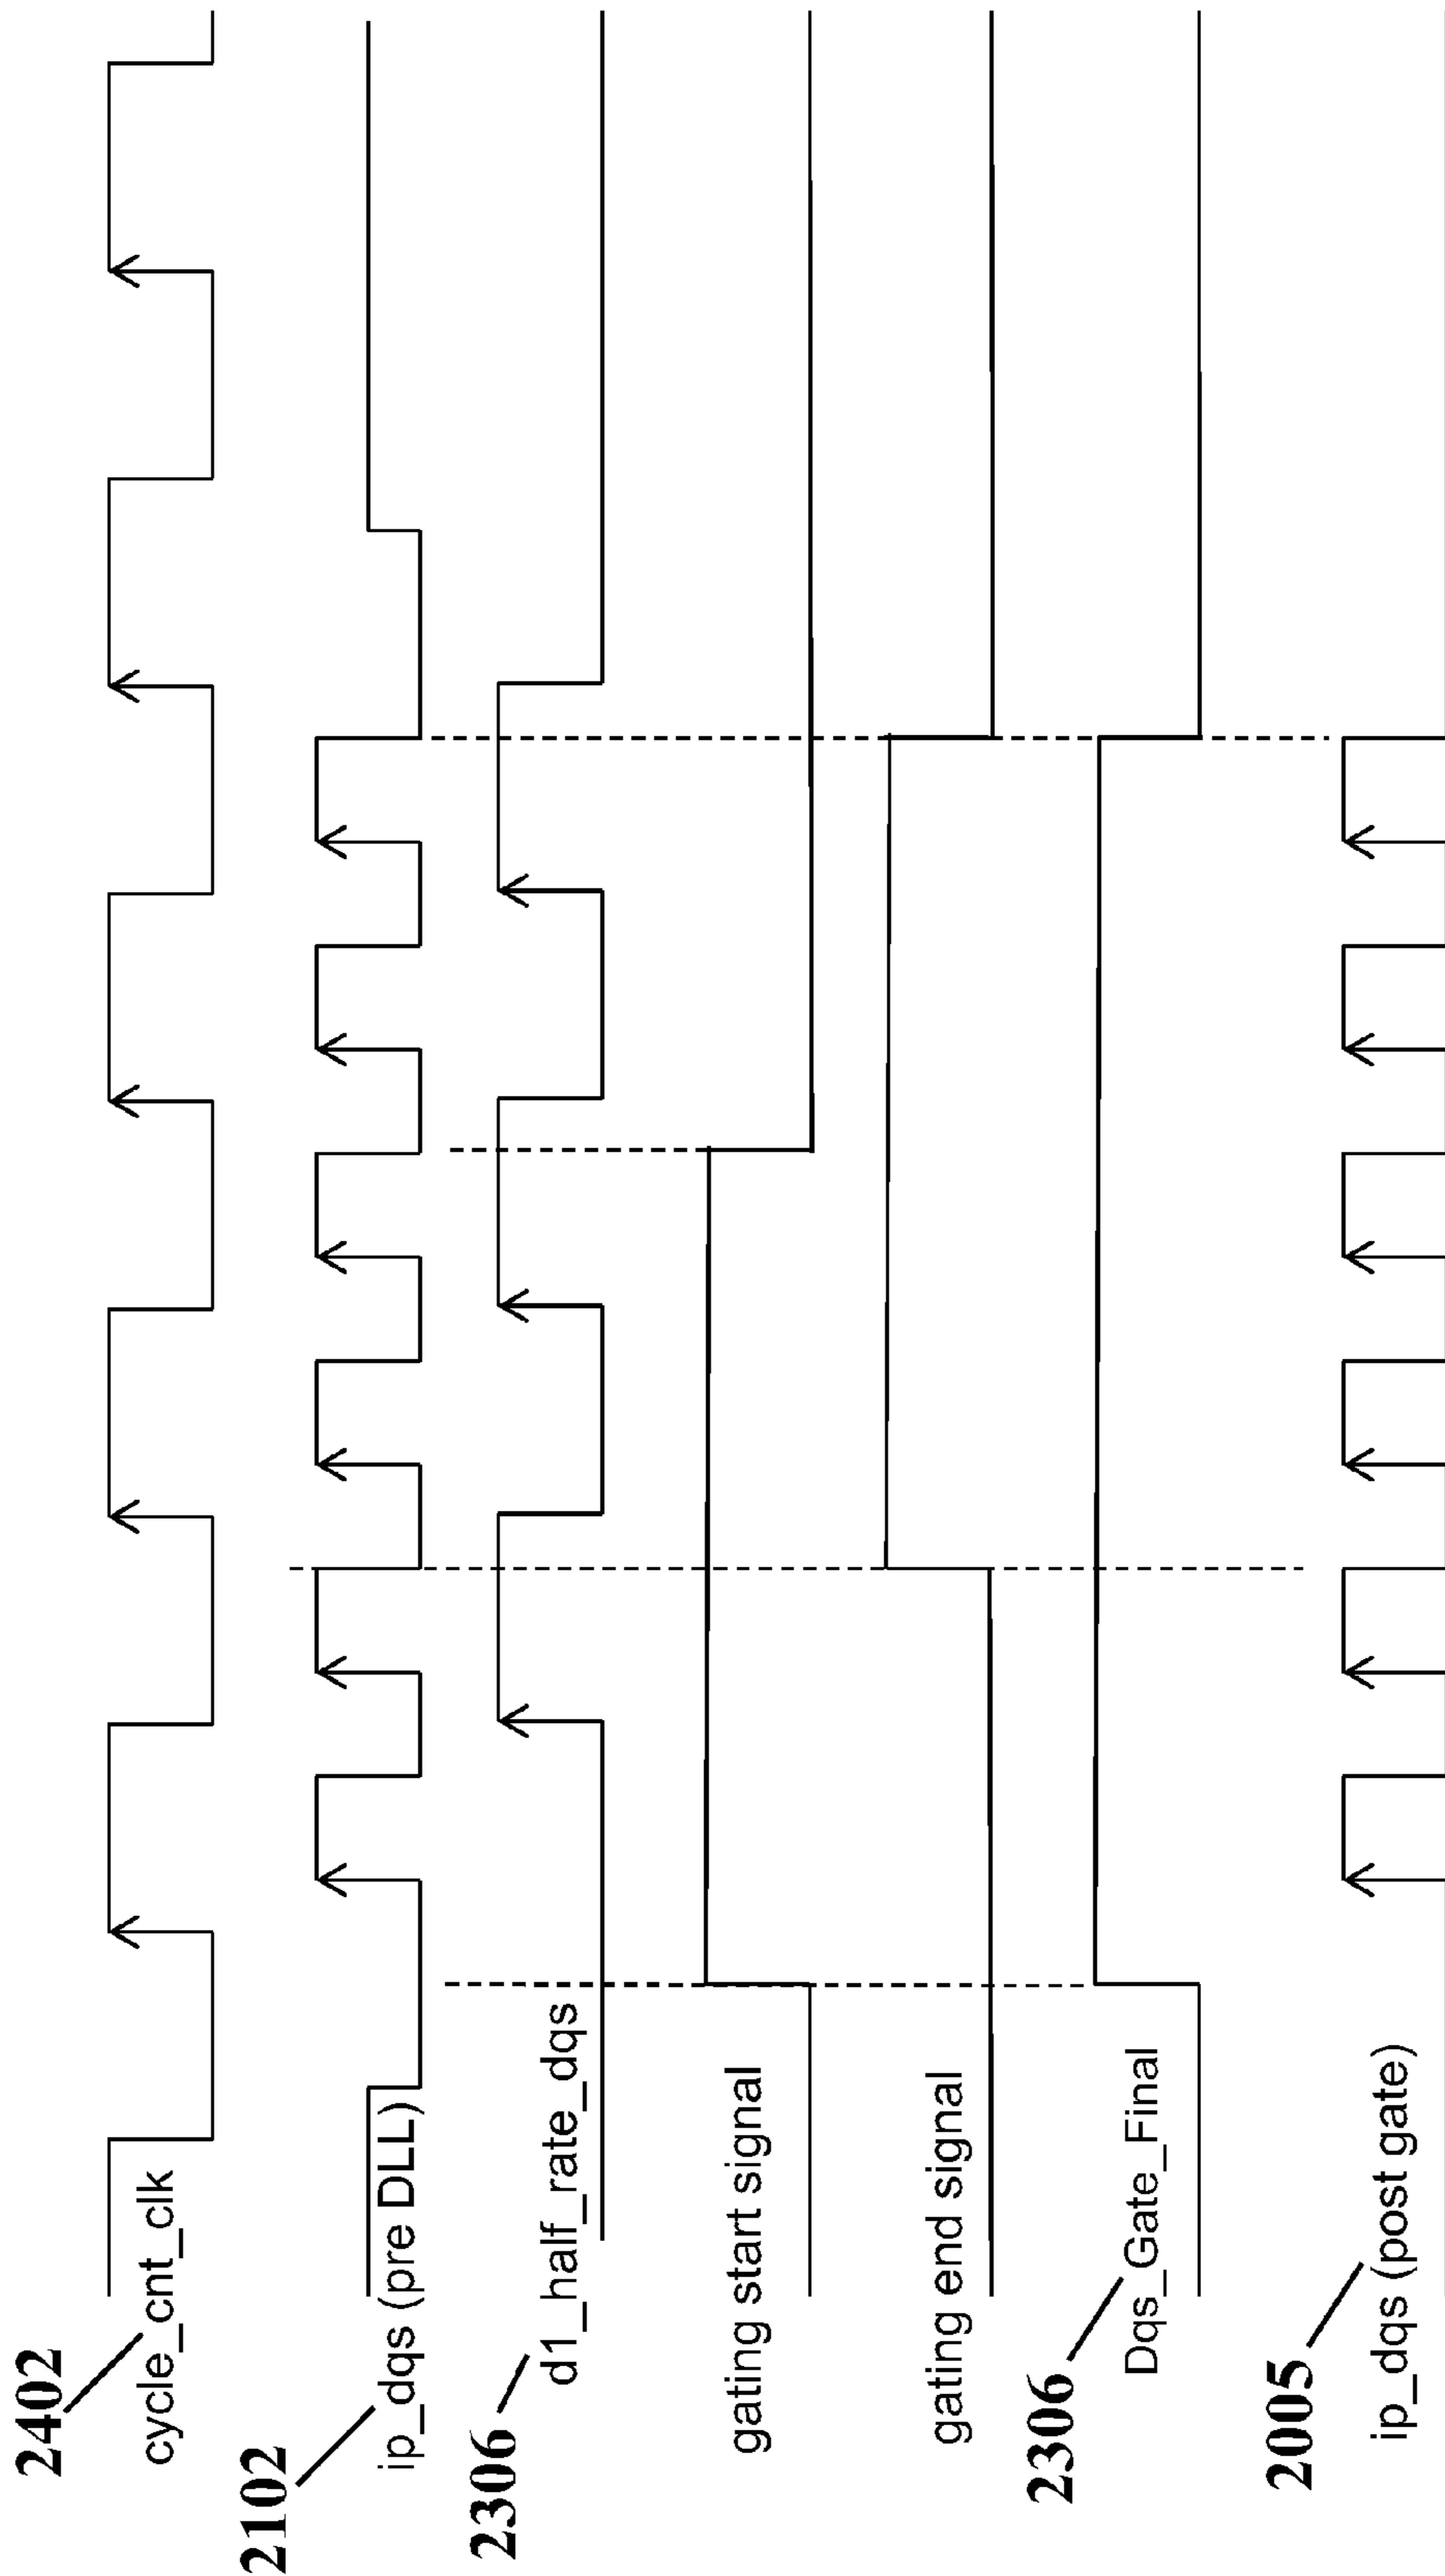 2402
cycle_cnt_clk
2102
ip_dqs (pre DLL)
2306
d1_half_rate_dqs
gating start signal
gating end signal
2306
Dqs_Gate_Final
2005
ip_dqs (post gate)